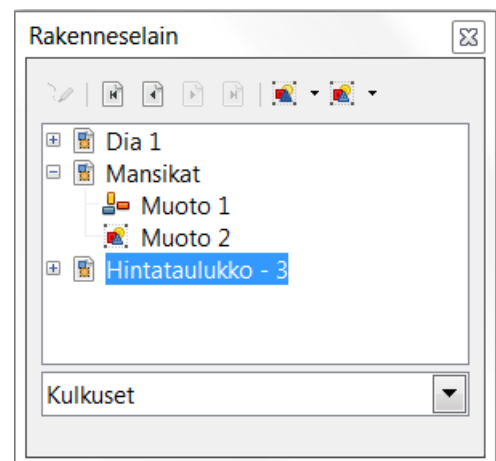 Rakenneselain
Dia 1
Mansikat
Muoto 1
Muoto 2
Hintataulukko - 3
Kulkuset